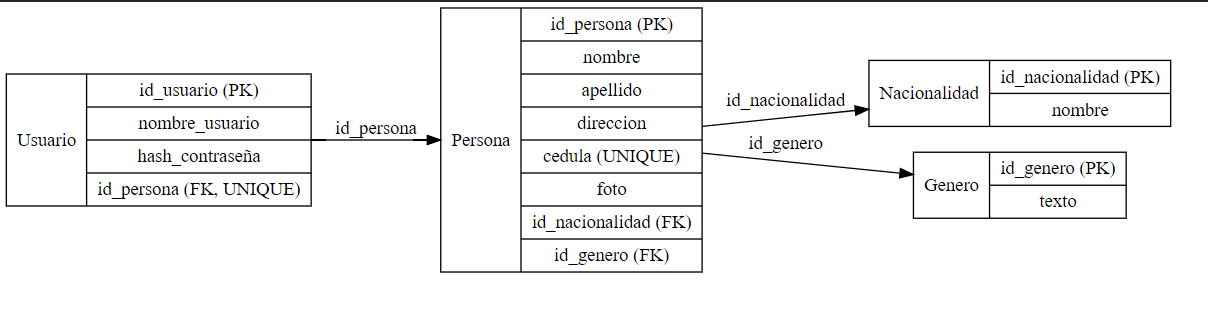 Usuario
id_usuario (PK)
nombre_usuario
hash_contraseña
id_persona (FK, UNIQUE)
id_persona
Persona
id_persona (PK)
nombre
apellido
direccion
cedula (UNIQUE)
foto
id_nacionalidad (FK)
id_genero (FK)
id_nacionalidad
id_genero
Nacionalidad
id_nacionalidad (PK)
nombre
Genero
id_genero (PK)
texto